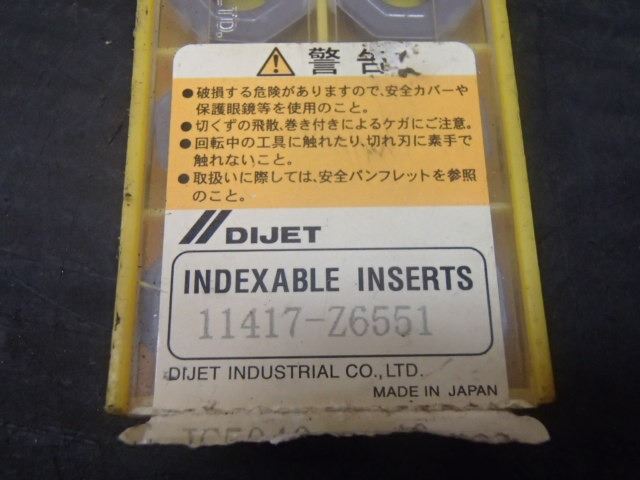 TD.
警告
●破損する危険がありますので、安全カバーや
保護眼鏡等を使用のこと。
●切くずの飛散、巻き付きによるケガにご注意。
●回転中の工具に触れたり、切れ刃に素手で
触れないこと。
●取扱いに際しては、安全パンフレットを参照
のこと。
DIJET
INDEXABLE INSERTS
11417-Z6551
DIJET INDUSTRIAL CO.,LTD.
MADE IN JAPAN